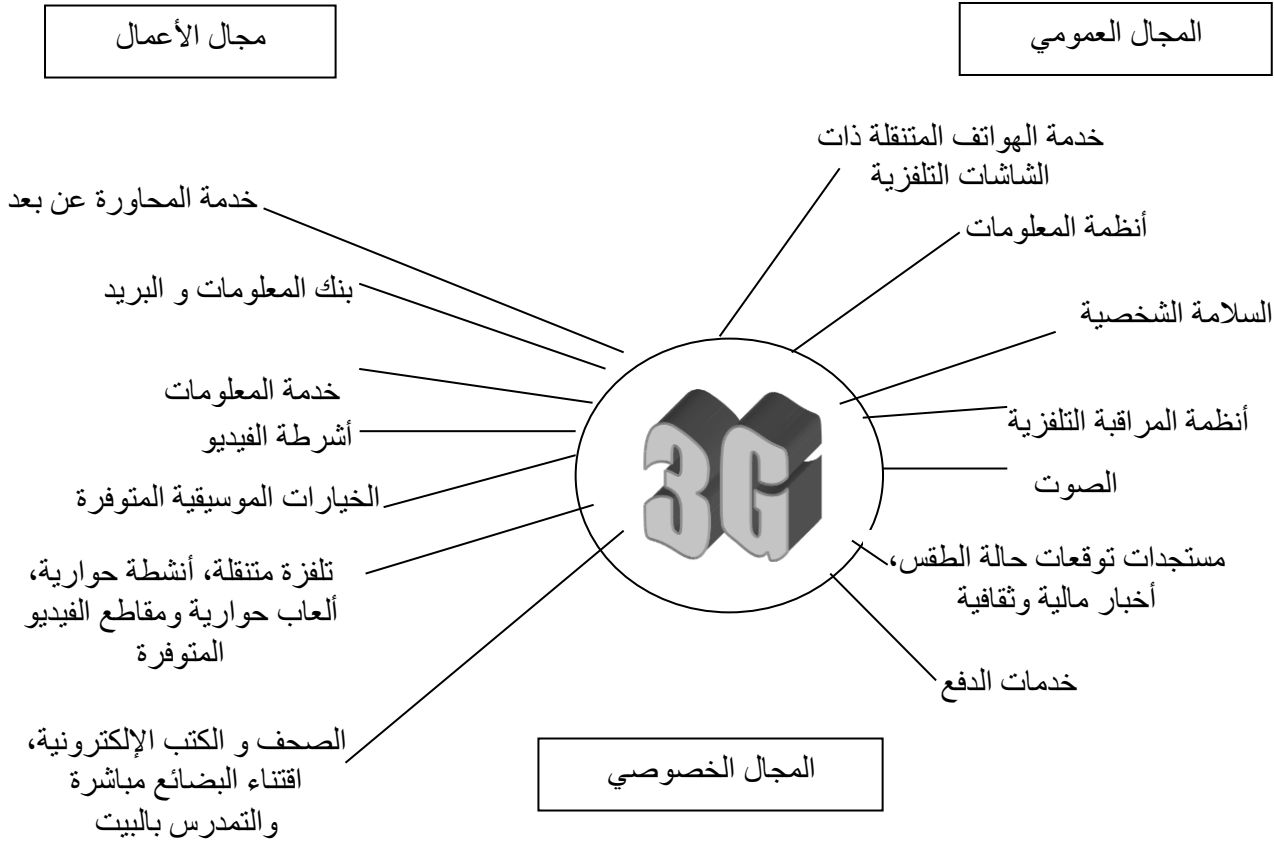 المجال العمومي
مجال الأعمال
خدمة الهواتف المتنقلة ذات
الشاشات التلفزية
أنظمة المعلومات
السلامة الشخصية
أنظمة المراقبة التلفزية
الصوت
مستجدات توقعات حالة الطقس،
أخبار مالية وثقافية
خدمات الدفع
خدمة المحاورة عن بعد
بنك المعلومات و البريد
خدمة المعلومات
أشرطة الفيديو
الخيارات الموسيقية المتوفرة
تلفزة متنقلة، أنشطة حوارية،
ألعاب حوارية ومقاطع الفيديو
المتوفرة
الصحف و الكتب الإلكترونية،
اقتناء البضائع مباشرة
والتمدرس بالبيت
3G
المجال الخصوصي